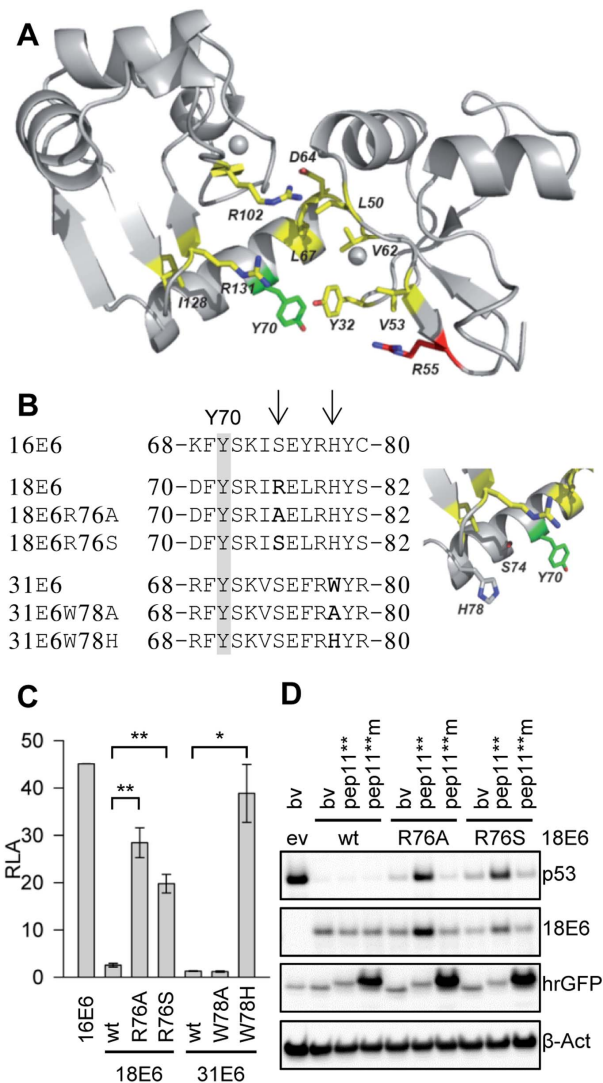 A
D64
L50
R102
L67
V62
R131
I128
Y70
Y32
V53
R55
B
Y70
16E6 68-KFYSKISEYRHYC-80
18E6 70-DFYSRIRELRHYS-82
18E6R76A 70-DFYSRIAELRHYS-82
18E6R76S 70-DFYSRISELRHYS-82
31E6 68-RFYSKVSEFRWYR-80
31E6W78A 68-RFYSKVSEFRAYR-80
31E6W78H 68-RFYSKVSEFRHYR-80
S74
Y70
H78
C
RLA
50
40
30
20
10
0
**
**
*
16E6
wt
R76A
R76S
wt
W78A
W78H
18E6
31E6
D
bv
bv
pep11**
pep11**m
bv
pep11**
pep11**m
bv
pep11**
pep11**m
ev wt R76A R76S 18E6
p53
18E6
hrGFP
β-Act